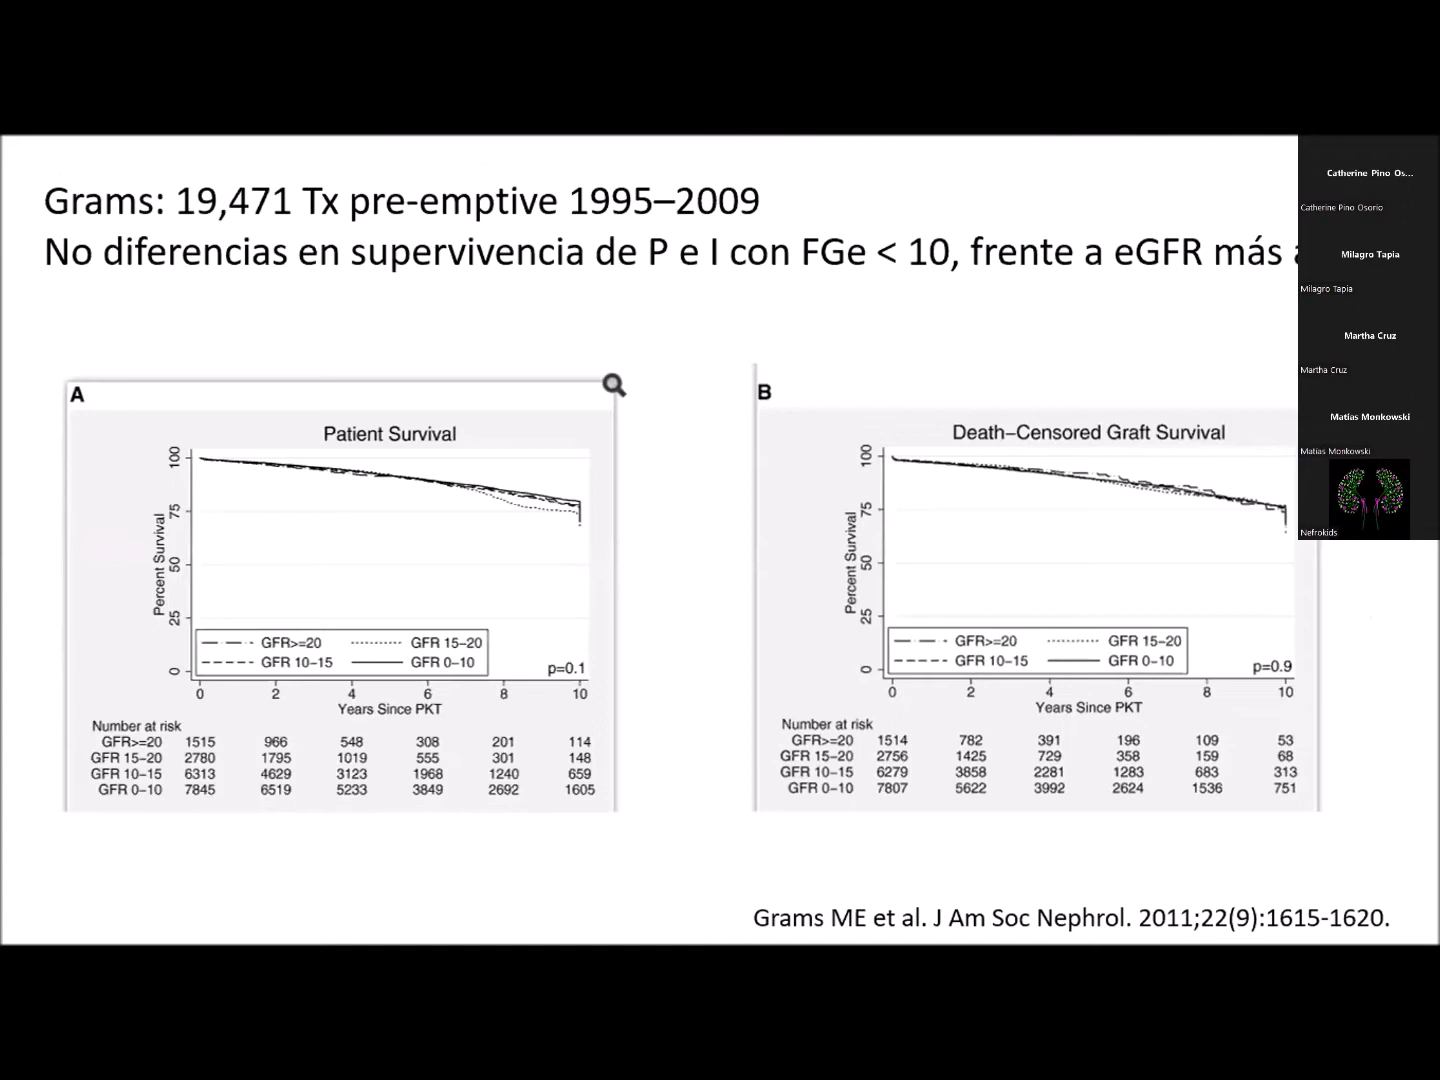 Grams: 19,471 Tx pre-emptive 1995–2009
No diferencias en supervivencia de P e I con FGe < 10, frente a eGFR más
A
Patient Survival
Percent Survival
100
75
50
25
0
GFR>=20 GFR 15-20
GFR 10-15 GFR 0-10
p=0.1
0 2 4 6 8 10
Years Since PKT
Number at risk
GFR>=20 1515 966 548 308 201 114
GFR 15-20 2780 1795 1019 555 301 148
GFR 10-15 6313 4629 3123 1968 1240 659
GFR 0-10 7845 6519 5233 3849 2692 1605
B
Death-Censored Graft Survival
Percent Survival
100
75
50
25
0
GFR>=20 GFR 15-20
GFR 10-15 GFR 0-10
p=0.9
0 2 4 6 8 10
Years Since PKT
Number at risk
GFR>=20 1514 782 391 196 109 53
GFR 15-20 2756 1425 729 358 159 68
GFR 10-15 6279 3858 2281 1283 683 313
GFR 0-10 7807 5622 3992 2624 1536 751
Grams ME et al. J Am Soc Nephrol. 2011;22(9):1615-1620.
Catherine Pino Os...
Catherine Pino Osorio
Milagro Tapia
Milagro Tapia
Martha Cruz
Martha Cruz
Matías Monkowski
Matías Monkowski
Nefrokids